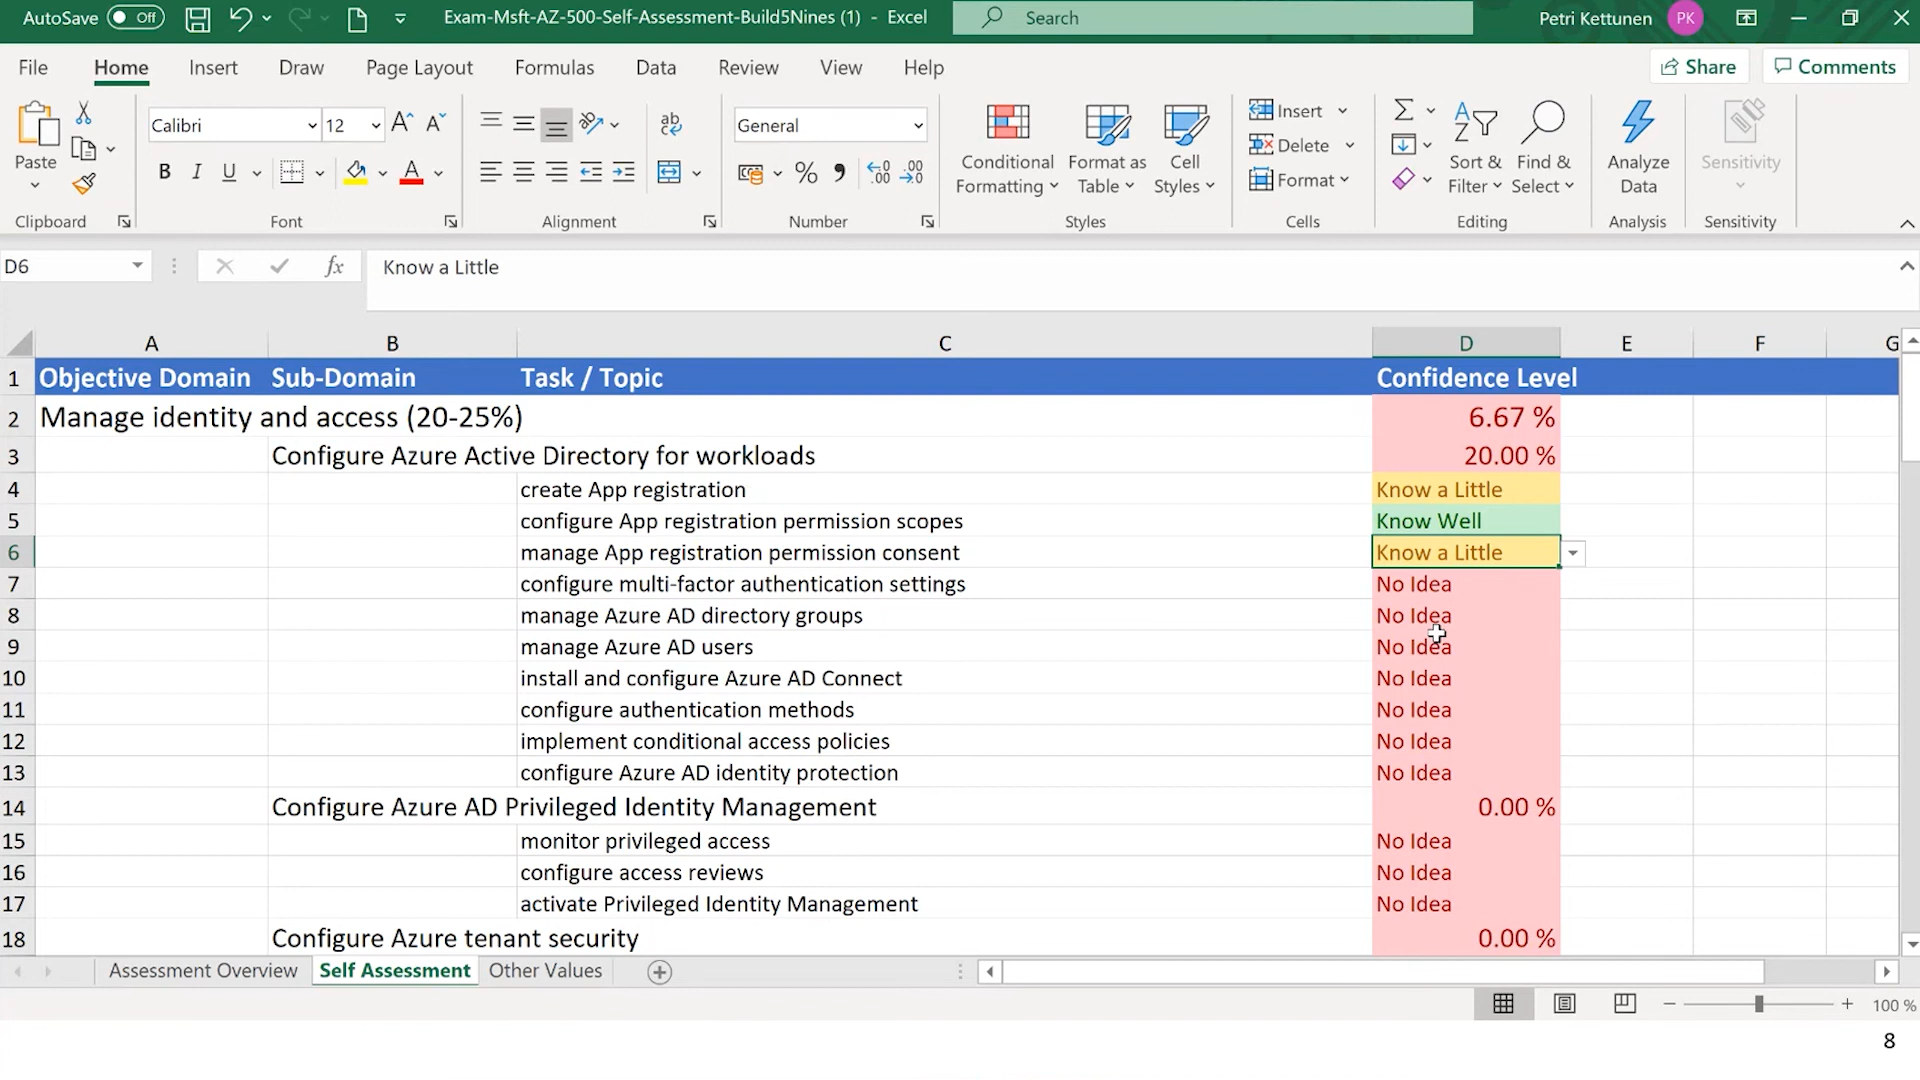 AutoSave Off Exam-Msft-AZ-500-Self-Assessment-Build5Nines (1) - Excel Search Petri Kettunen PK
File Home Insert Draw Page Layout Formulas Data Review View Help Share Comments
Paste
Clipboard
Calibri 12
B I U
Font
ab
Alignment
General
% .00 .00
Number
Conditional Formatting
Format as Table
Cell Styles
Styles
Insert
Delete
Format
Cells
Sort & Filter
Find & Select
Editing
Analyze Data
Analysis
Sensitivity
Sensitivity
D6 fx Know a Little
A B C D E F G
1 Objective Domain Sub-Domain Task / Topic Confidence Level
2 Manage identity and access (20-25%) 6.67 %
3 Configure Azure Active Directory for workloads 20.00 %
4 create App registration Know a Little
5 configure App registration permission scopes Know Well
6 manage App registration permission consent Know a Little
7 configure multi-factor authentication settings No Idea
8 manage Azure AD directory groups No Idea
9 manage Azure AD users No Idea
10 install and configure Azure AD Connect No Idea
11 configure authentication methods No Idea
12 implement conditional access policies No Idea
13 configure Azure AD identity protection No Idea
14 Configure Azure AD Privileged Identity Management 0.00 %
15 monitor privileged access No Idea
16 configure access reviews No Idea
17 activate Privileged Identity Management No Idea
18 Configure Azure tenant security 0.00 %
Assessment Overview Self Assessment Other Values
100 %
8